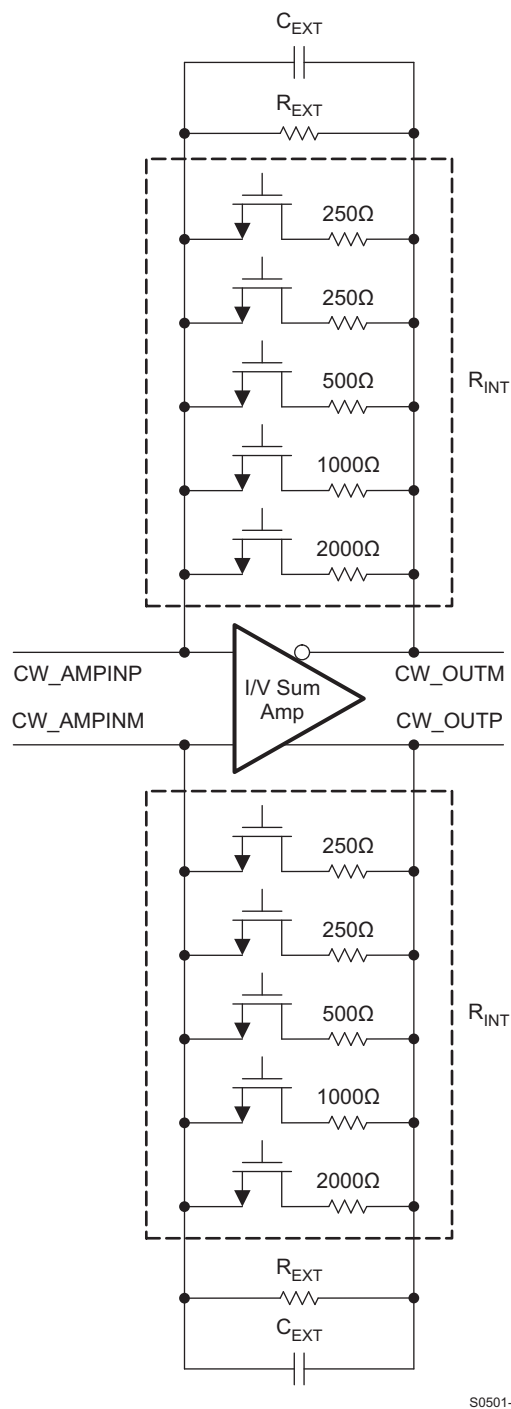 C_EXT
R_EXT
250Ω
250Ω
500Ω
R_INT
1000Ω
2000Ω
CW_AMPINP
I/V Sum
Amp
CW_OUTM
CW_AMPINM
CW_OUTP
250Ω
250Ω
500Ω
R_INT
1000Ω
2000Ω
R_EXT
C_EXT
S0501-